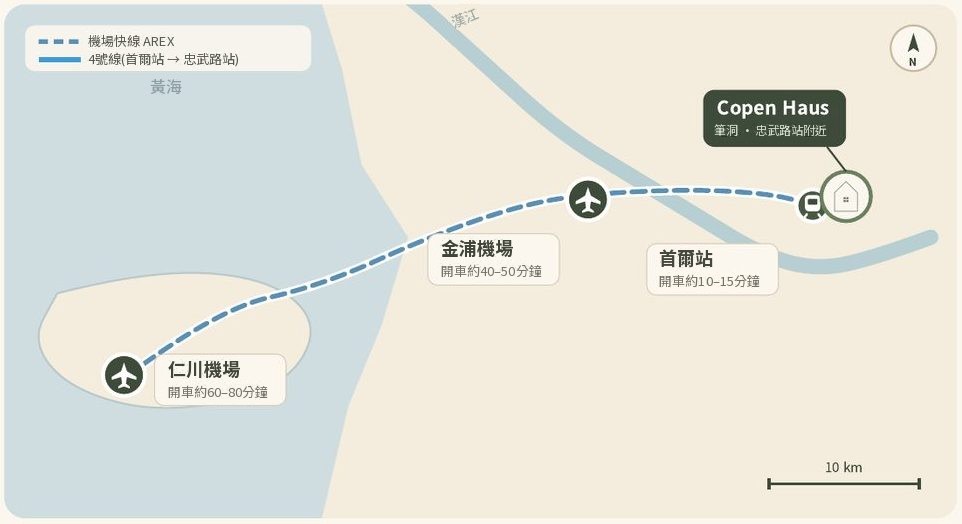 機場快線 AREX
4號線(首爾站 → 忠武路站)
黃海
漢江
N
Copen Haus
筆洞 · 忠武路站附近
金浦機場
開車約40–50分鐘
首爾站
開車約10–15分鐘
仁川機場
開車約60–80分鐘
10 km